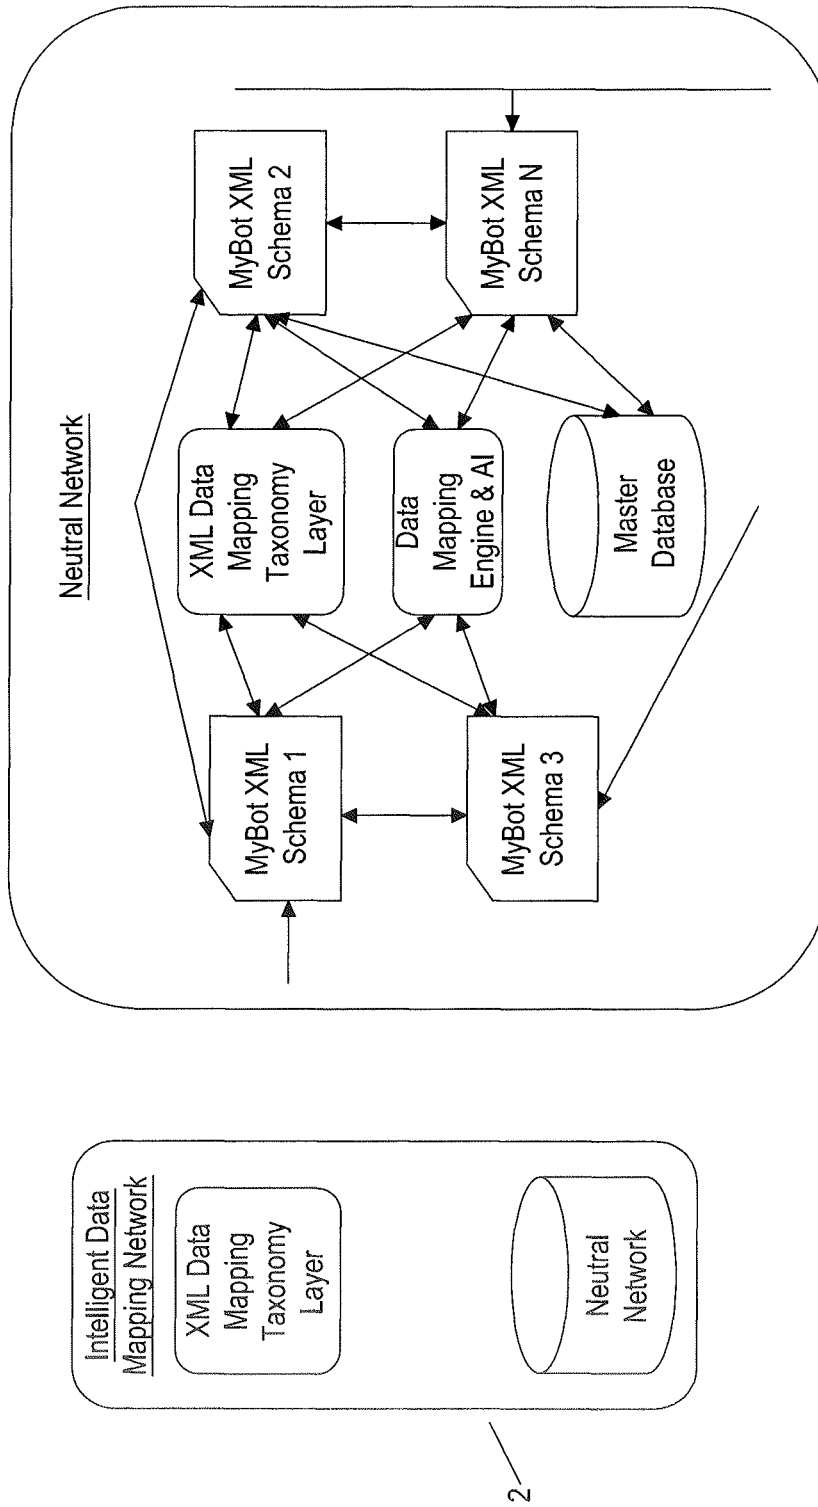 Intelligent Data
Mapping Network
XML Data
Mapping
Taxonomy
Layer
Neutral
Network
2
Neutral Network
MyBot XML
Schema 1
XML Data
Mapping
Taxonomy
Layer
MyBot XML
Schema 2
MyBot XML
Schema 3
Data
Mapping
Engine & AI
MyBot XML
Schema N
Master
Database